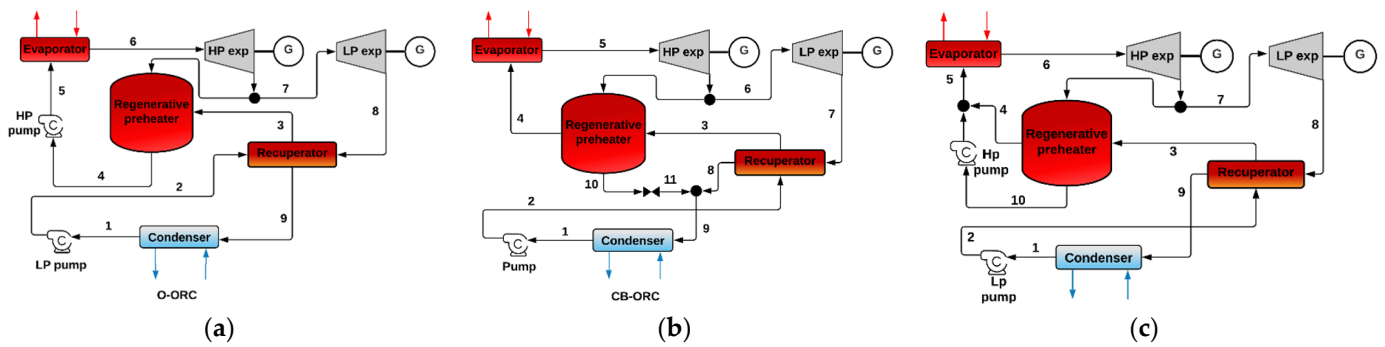 6
Evaporator
HP exp
G
LP exp
G
5
7
Regenerative
preheater
8
HP
pump
3
4
2
Recuperator
9
1
Condenser
LP pump
O-ORC
(a)
5
Evaporator
HP exp
G
LP exp
G
6
Regenerative
preheater
7
4
3
Recuperator
8
10
11
2
9
1
Condenser
Pump
CB-ORC
(b)
Evaporator
6
HP exp
G
LP exp
G
5
7
4
Regenerative
preheater
8
3
Hp
pump
Recuperator
9
10
2
1
Condenser
Lp
pump
(c)